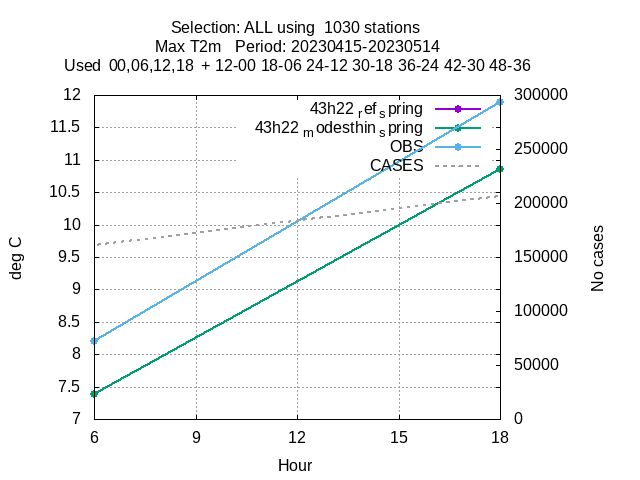 Selection: ALL using  1030 stations
Max T2m   Period: 20230415-20230514
Used  00,06,12,18  + 12-00 18-06 24-12 30-18 36-24 42-30 48-36
43h22 ref spring
43h22 modesthin spring
OBS
CASES
12
11.5
11
10.5
10
9.5
9
8.5
8
7.5
7
deg C
300000
250000
200000
150000
100000
50000
0
No cases
6 9 12 15 18
Hour